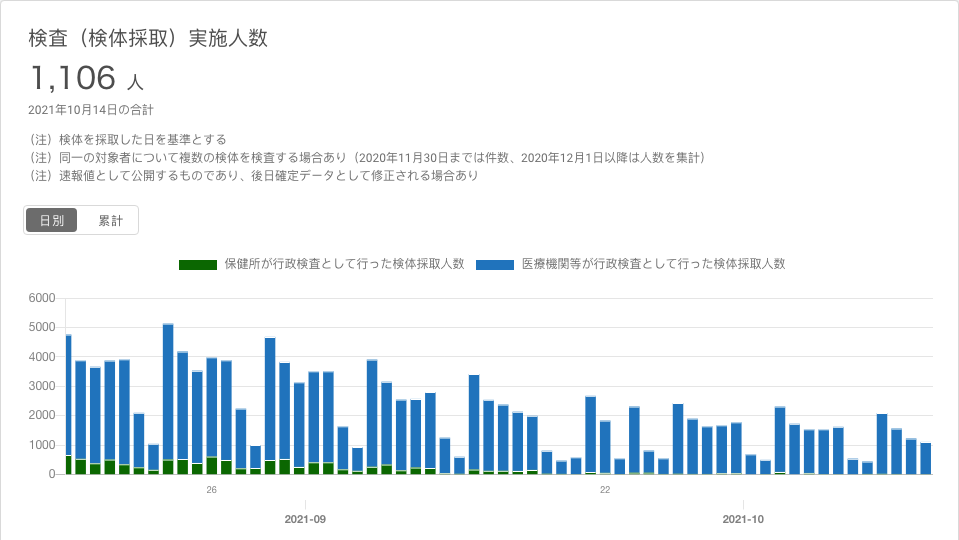 検査（検体採取）実施人数
1,106 人
2021年10月14日の合計
（注）検体を採取した日を基準とする
（注）同一の対象者について複数の検体を検査する場合あり（2020年11月30日までは件数、2020年12月1日以降は人数を集計）
（注）速報値として公開するものであり、後日確定データとして修正される場合あり
日別 累計
保健所が行政検査として行った検体採取人数 医療機関等が行政検査として行った検体採取人数
6000
5000
4000
3000
2000
1000
0
26 22
2021-09 2021-10